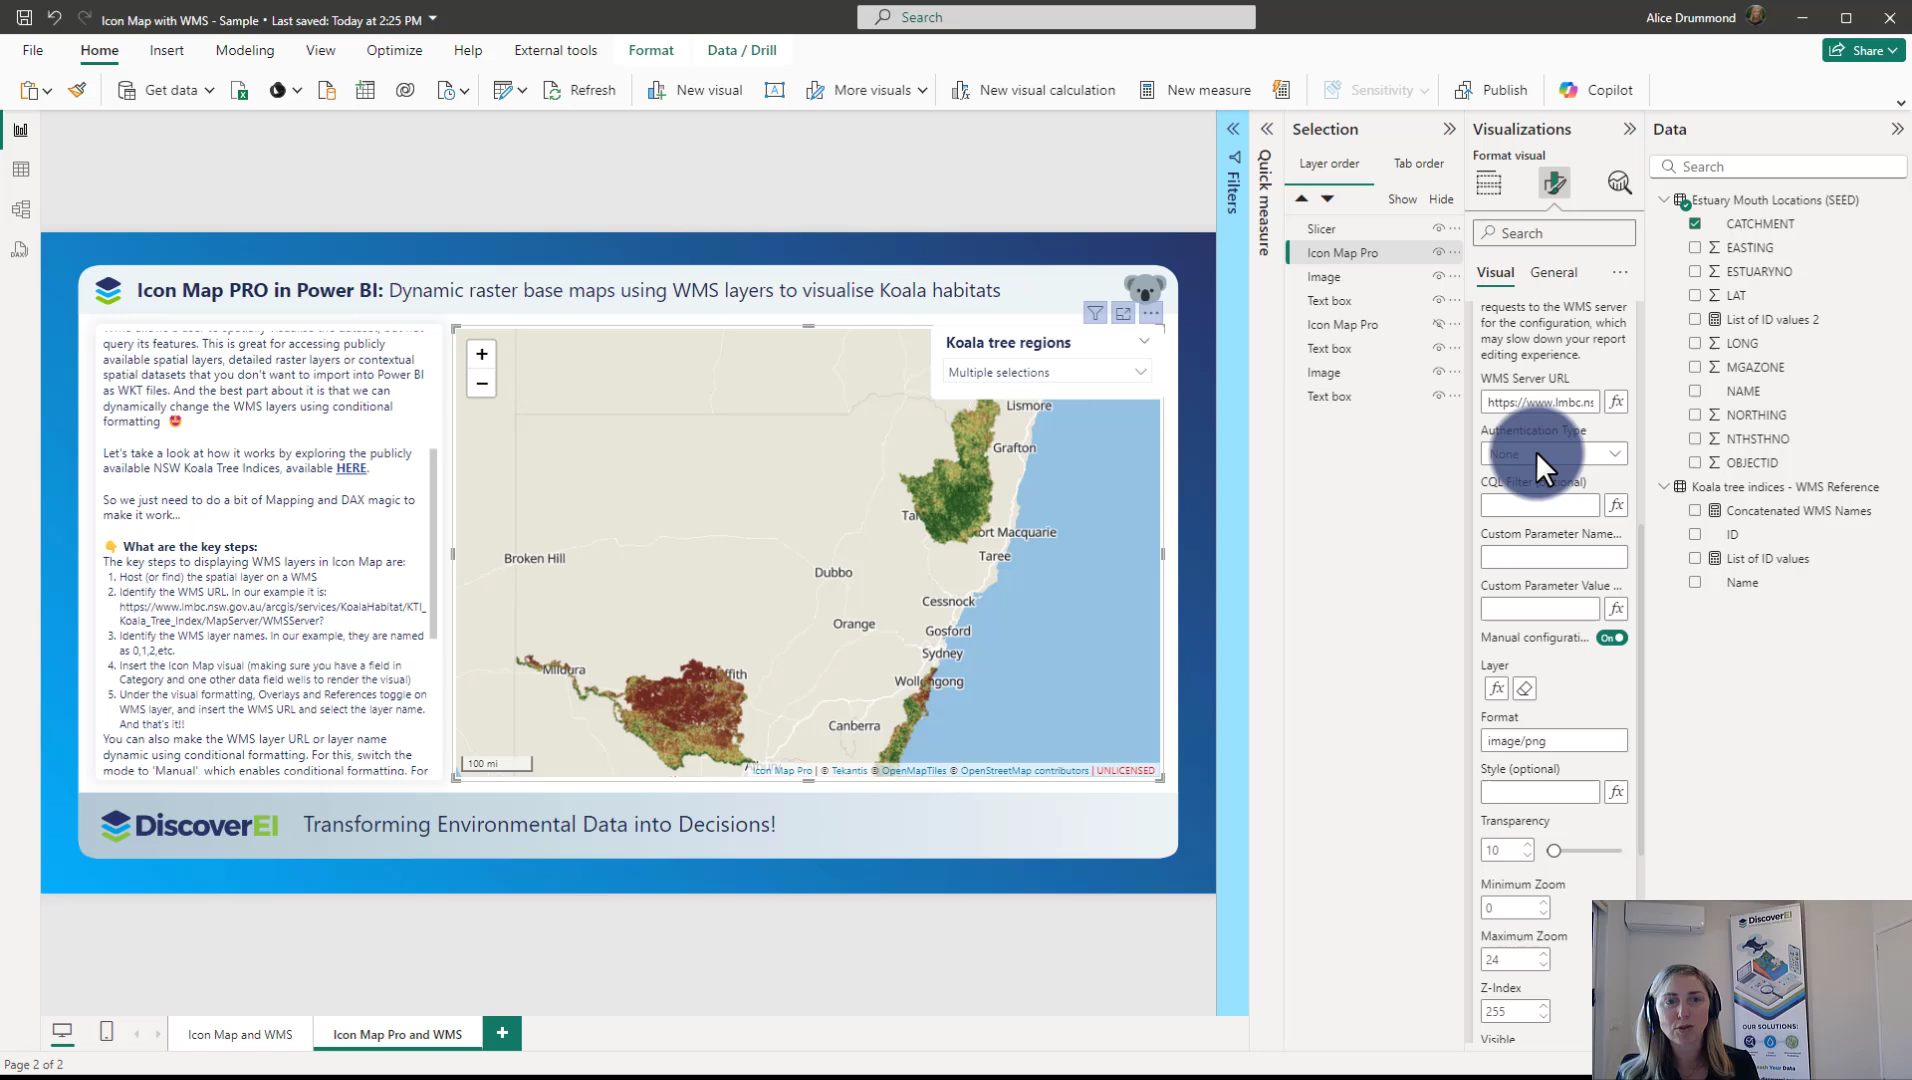 Icon Map with WMS - Sample • Last saved: Today at 2:25 PM
Search
Alice Drummond
File
Home
Insert
Modeling
View
Optimize
Help
External tools
Format
Data / Drill
Share
Get data
Refresh
New visual
More visuals
New visual calculation
New measure
Sensitivity
Publish
Copilot
Icon Map PRO in Power BI: Dynamic raster base maps using WMS layers to visualise Koala habitats
query its features. This is great for accessing publicly
available spatial layers, detailed raster layers or contextual
spatial datasets that you don't want to import into Power BI
as WKT files. And the best part about it is that we can
dynamically change the WMS layers using conditional
formatting 🤩
Let's take a look at how it works by exploring the publicly
available NSW Koala Tree Indices, available HERE.
So we just need to do a bit of Mapping and DAX magic to
make it work...
👇 What are the key steps:
The key steps to displaying WMS layers in Icon Map are:
1. Host (or find) the spatial layer on a WMS
2. Identify the WMS URL. In our example it is:
https://www.lmbc.nsw.gov.au/arcgis/services/KoalaHabitat/KTI_
Koala_Tree_Index/MapServer/WMSServer?
3. Identify the WMS layer names. In our example, they are named
as 0,1,2,etc.
4. Insert the Icon Map visual (making sure you have a field in
Category and one other data field wells to render the visual)
5. Under the visual formatting, Overlays and References toggle on
WMS layer, and insert the WMS URL and select the layer name.
And that's it!!
You can also make the WMS layer URL or layer name
dynamic using conditional formatting. For this, switch the
mode to 'Manual', which enables conditional formatting. For
+
−
Koala tree regions
Multiple selections
Lismore
Grafton
Port Macquarie
Taree
Broken Hill
Dubbo
Cessnock
Orange
Gosford
Sydney
Mildura
Wollongong
Canberra
100 mi
Icon Map Pro | © Tekantis © OpenMapTiles © OpenStreetMap contributors | UNLICENSED
DiscoverEI
Transforming Environmental Data into Decisions!
Filters
Quick measure
Selection
Layer order
Tab order
Show
Hide
Slicer
Icon Map Pro
Image
Text box
Icon Map Pro
Text box
Image
Text box
Visualizations
Format visual
Search
Visual
General
requests to the WMS server
for the configuration, which
may slow down your report
editing experience.
WMS Server URL
https://www.lmbc.ns
fx
Authentication Type
None
CQL Filter (optional)
fx
Custom Parameter Name...
Custom Parameter Value ...
fx
Manual configurati...
On
Layer
fx
Format
image/png
Style (optional)
fx
Transparency
10
Minimum Zoom
0
Maximum Zoom
24
Z-Index
255
Visible
Data
Search
Estuary Mouth Locations (SEED)
CATCHMENT
EASTING
ESTUARYNO
LAT
List of ID values 2
LONG
MGAZONE
NAME
NORTHING
NTHSTHNO
OBJECTID
Koala tree indices - WMS Reference
Concatenated WMS Names
ID
List of ID values
Name
DiscoverEI
OUR SOLUTIONS:
Icon Map and WMS
Icon Map Pro and WMS
+
Page 2 of 2